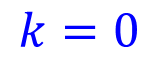 k = 0